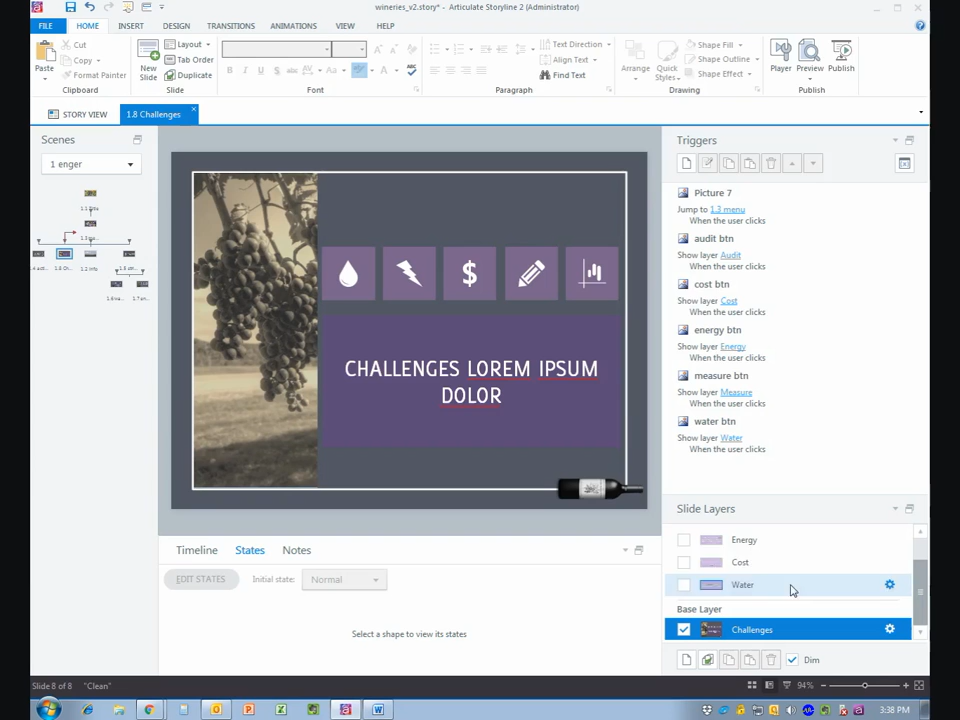 wineries_v2.story* - Articulate Storyline 2 (Administrator)
FILE HOME INSERT DESIGN TRANSITIONS ANIMATIONS VIEW HELP
Paste
Cut
Copy
Format Painter
Clipboard
New Slide
Layout
Tab Order
Duplicate
Slide
Font
Text Direction
Align Text
Find Text
Paragraph
Arrange
Quick Styles
Shape Fill
Shape Outline
Shape Effect
Drawing
Player
Preview
Publish
Publish
STORY VIEW
1.8 Challenges
Scenes
1 enger
CHALLENGES LOREM IPSUM
DOLOR
Triggers
Picture 7
Jump to 1.3 menu
When the user clicks
audit btn
Show layer Audit
When the user clicks
cost btn
Show layer Cost
When the user clicks
energy btn
Show layer Energy
When the user clicks
measure btn
Show layer Measure
When the user clicks
water btn
Show layer Water
When the user clicks
Slide Layers
Energy
Cost
Water
Base Layer
Challenges
Dim
Timeline States Notes
EDIT STATES Initial state: Normal
Select a shape to view its states
Slide 8 of 8 "Clean"
94%
3:38 PM